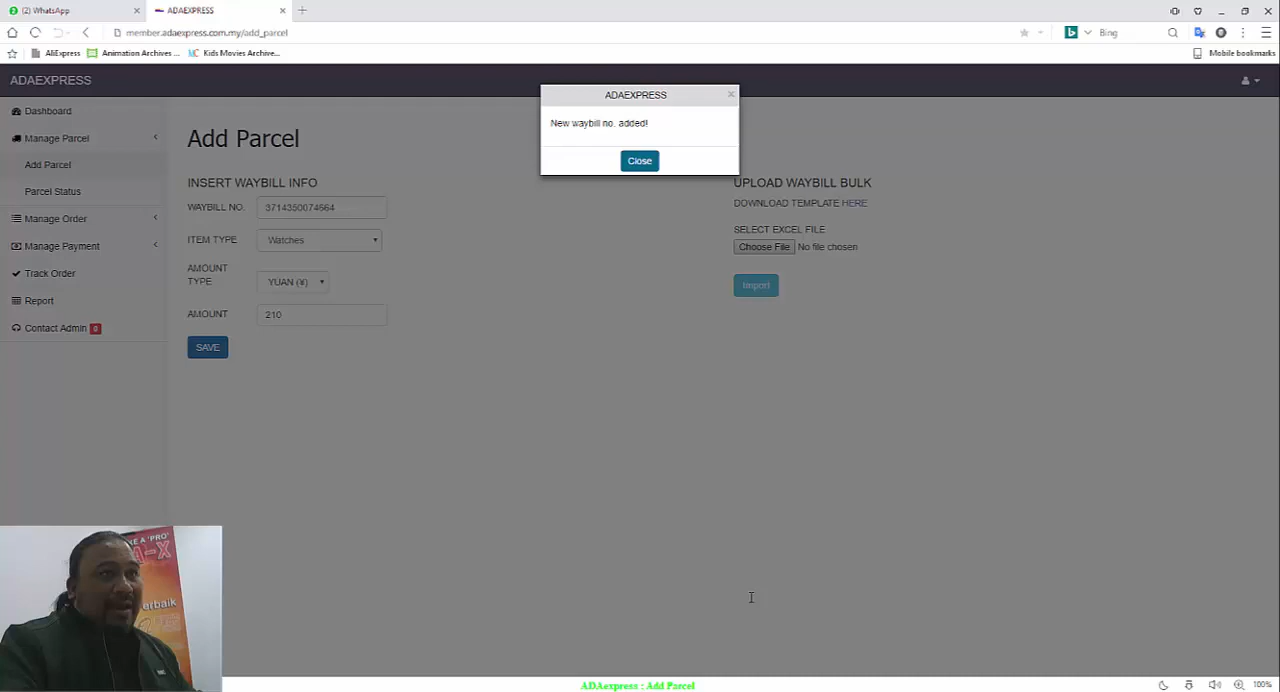 (2) WhatsApp
ADAEXPRESS
member.adaexpress.com.my/add_parcel
Bing
AliExpress
Animation Archives ...
Kids Movies Archive...
Mobile bookmarks
ADAEXPRESS
ADAEXPRESS
New waybill no. added!
Close
Dashboard
Manage Parcel
Add Parcel
Parcel Status
Manage Order
Manage Payment
Track Order
Report
Contact Admin 0
Add Parcel
INSERT WAYBILL INFO
WAYBILL NO. 3714350074664
ITEM TYPE Watches
AMOUNT TYPE YUAN (¥)
AMOUNT 210
SAVE
UPLOAD WAYBILL BULK
DOWNLOAD TEMPLATE HERE
SELECT EXCEL FILE
Choose File No file chosen
Import
KE A 'PRO'
-X
erbaik
ADAexpress : Add Parcel
100%